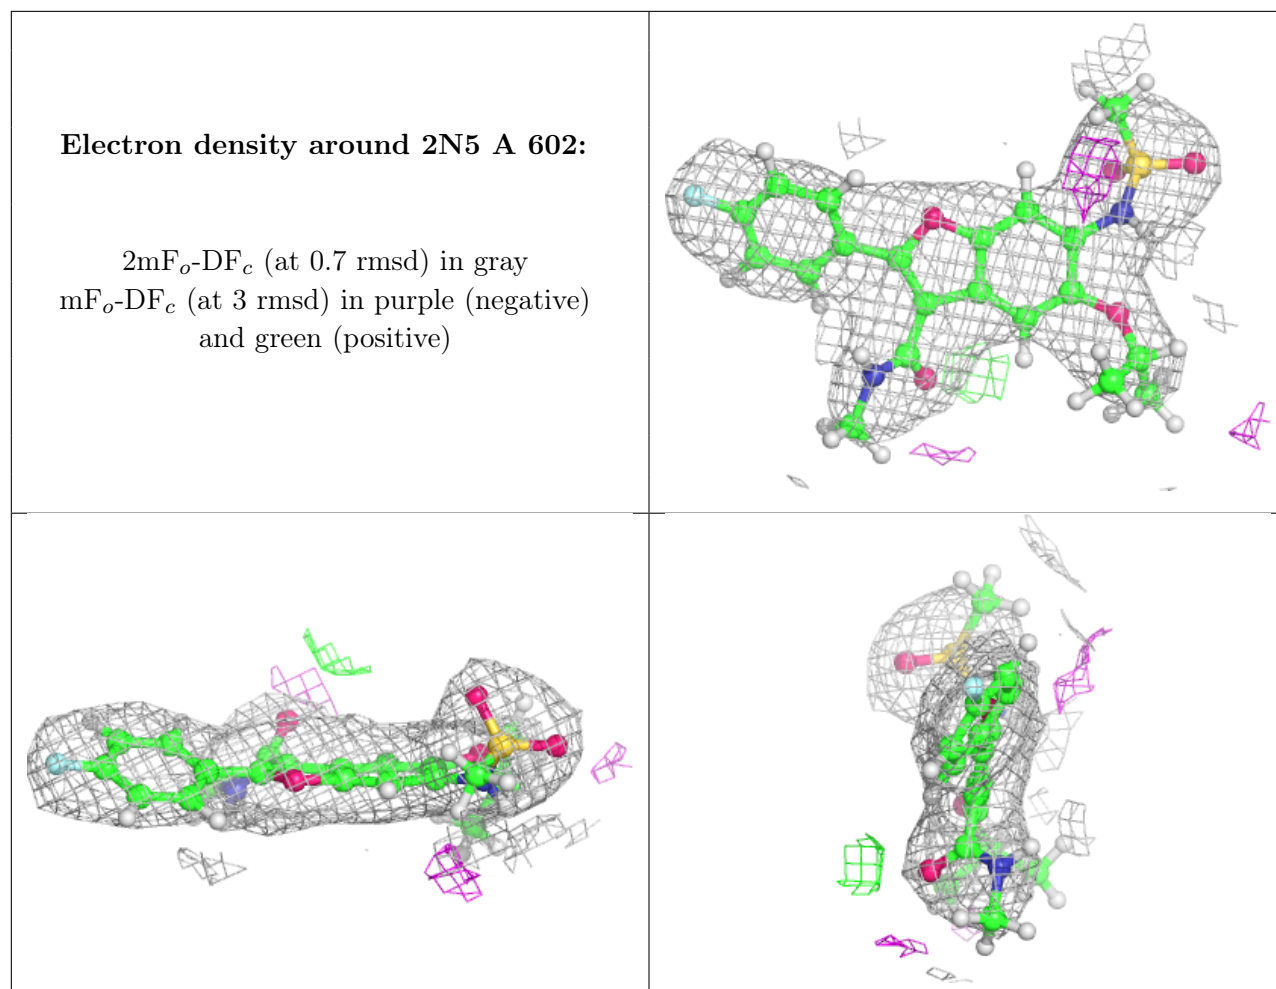 Electron density around 2N5 A 602:
2mFo-DFc (at 0.7 rmsd) in gray
mFo-DFc (at 3 rmsd) in purple (negative)
and green (positive)